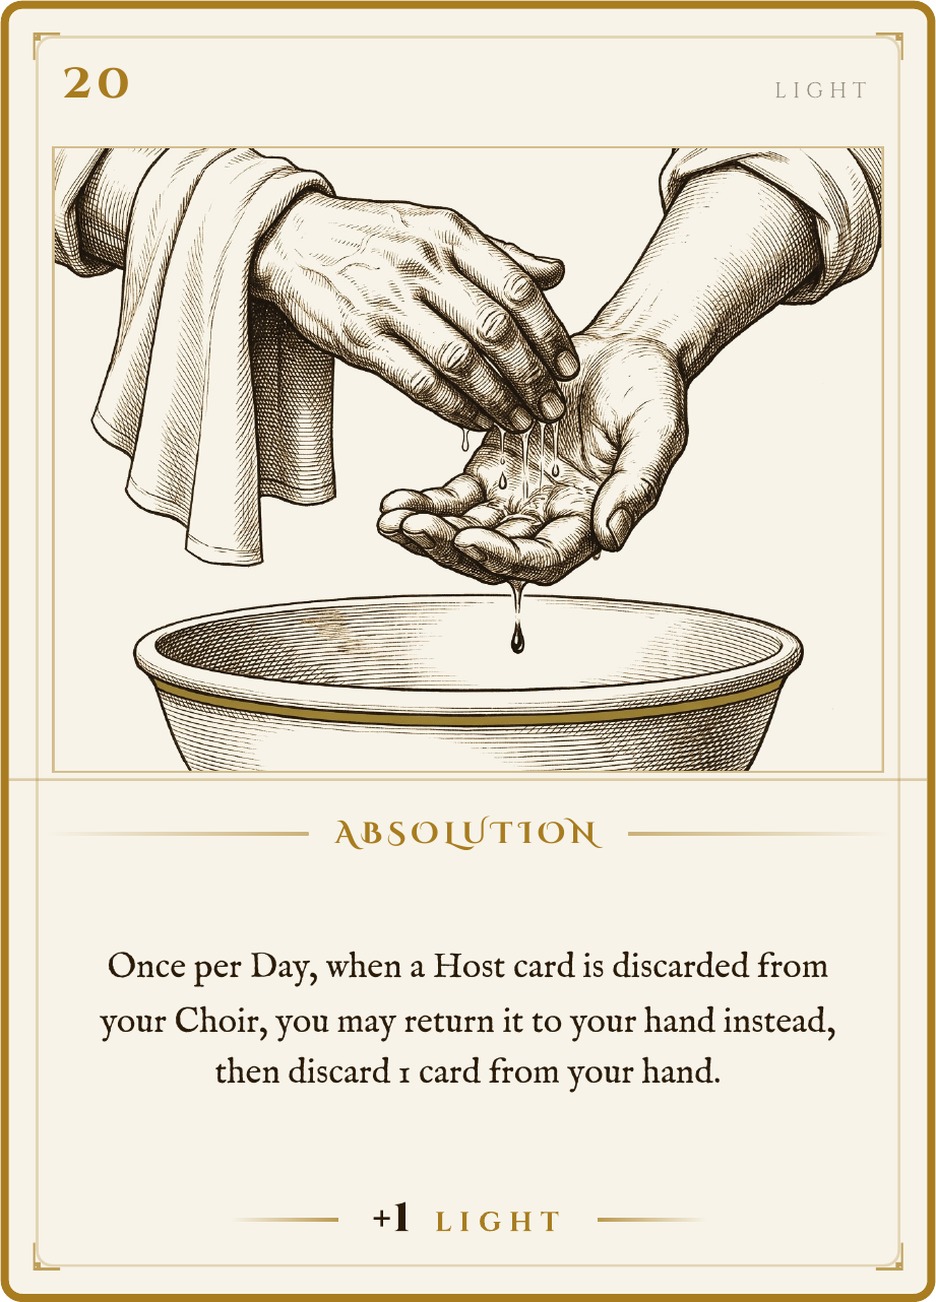 20
LIGHT
ABSOLUTION
Once per Day, when a Host card is discarded from
your Choir, you may return it to your hand instead,
then discard 1 card from your hand.
+1 LIGHT